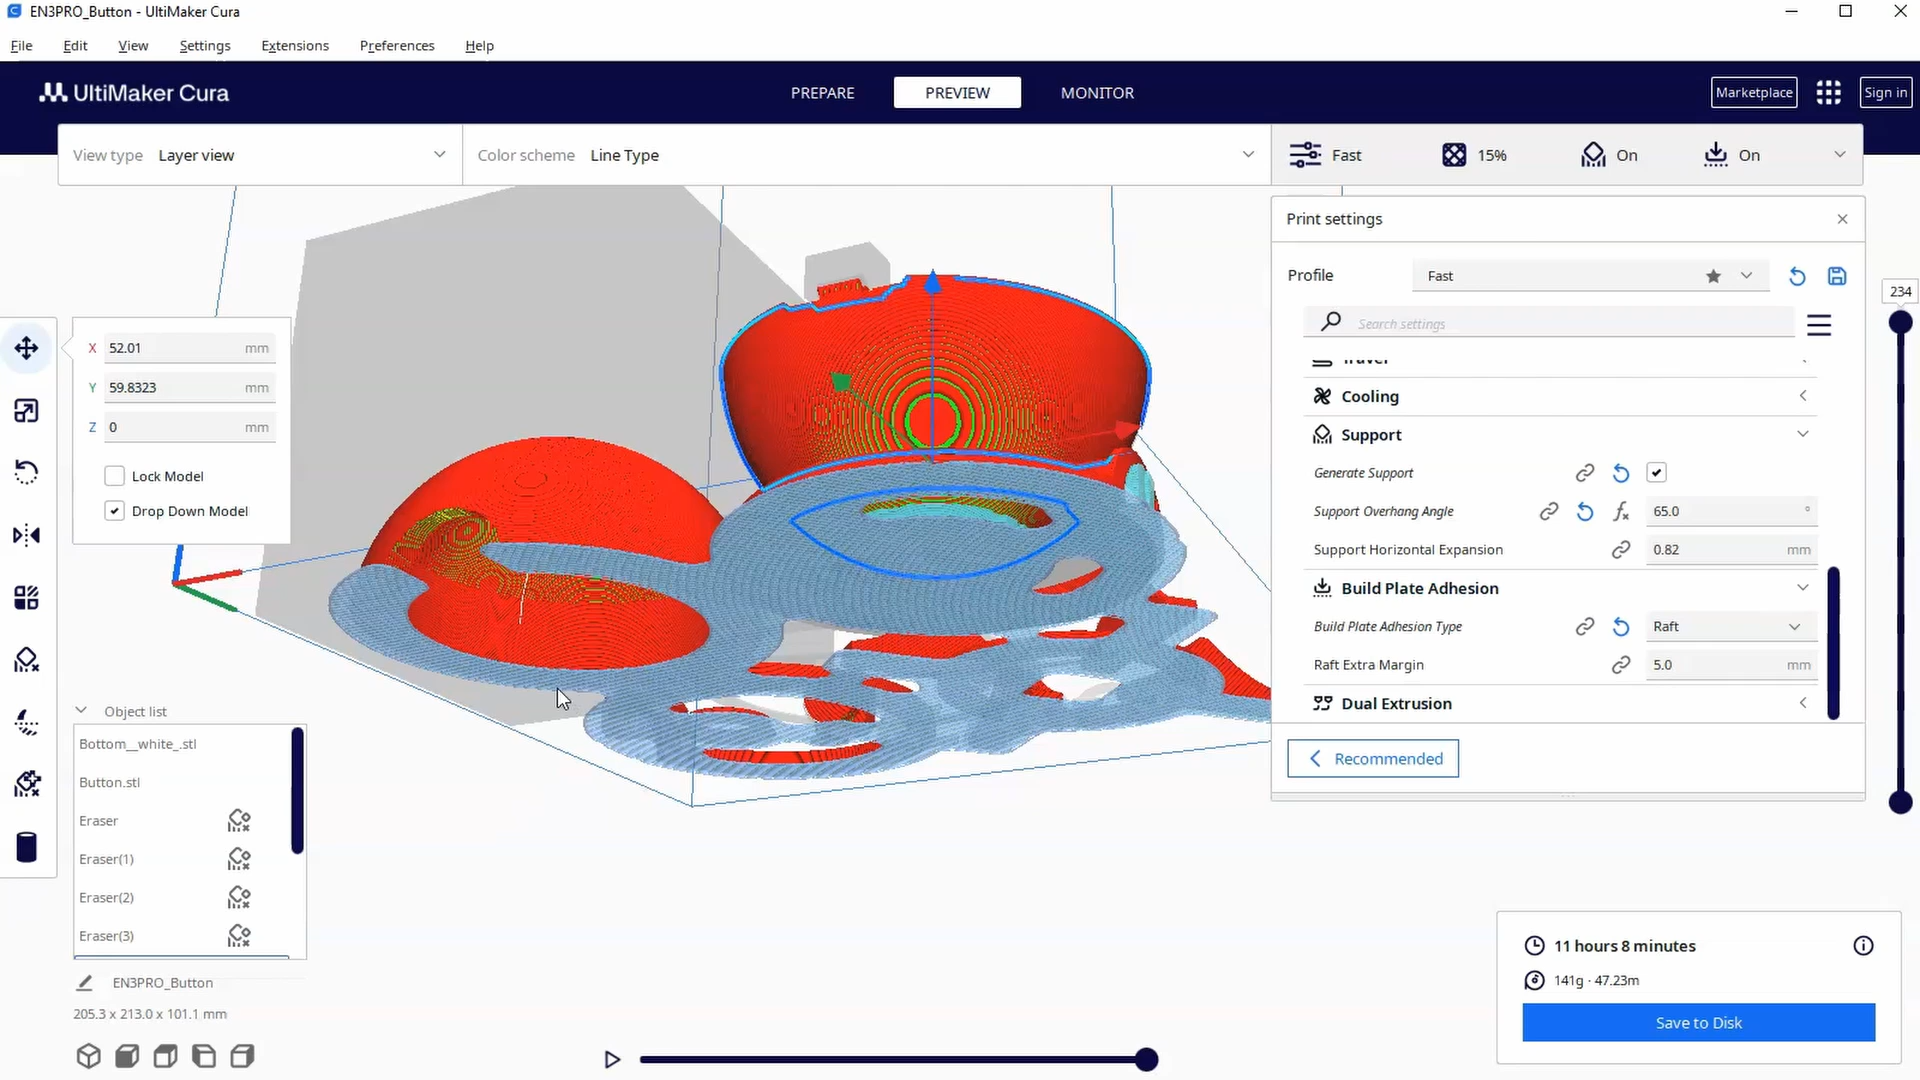 EN3PRO_Button - UltiMaker Cura
File Edit View Settings Extensions Preferences Help
UltiMaker Cura
PREPARE PREVIEW MONITOR
Marketplace Sign in
View type Layer view
Color scheme Line Type
Fast 15% On On
Print settings
Profile Fast
Search settings
Travel
Cooling
Support
Generate Support
Support Overhang Angle 65.0 °
Support Horizontal Expansion 0.82 mm
Build Plate Adhesion
Build Plate Adhesion Type Raft
Raft Extra Margin 5.0 mm
Dual Extrusion
Recommended
234
X 52.01 mm
Y 59.8323 mm
Z 0 mm
Lock Model
Drop Down Model
Object list
Bottom__white_.stl
Button.stl
Eraser
Eraser(1)
Eraser(2)
Eraser(3)
EN3PRO_Button
205.3 x 213.0 x 101.1 mm
11 hours 8 minutes
141g · 47.23m
Save to Disk